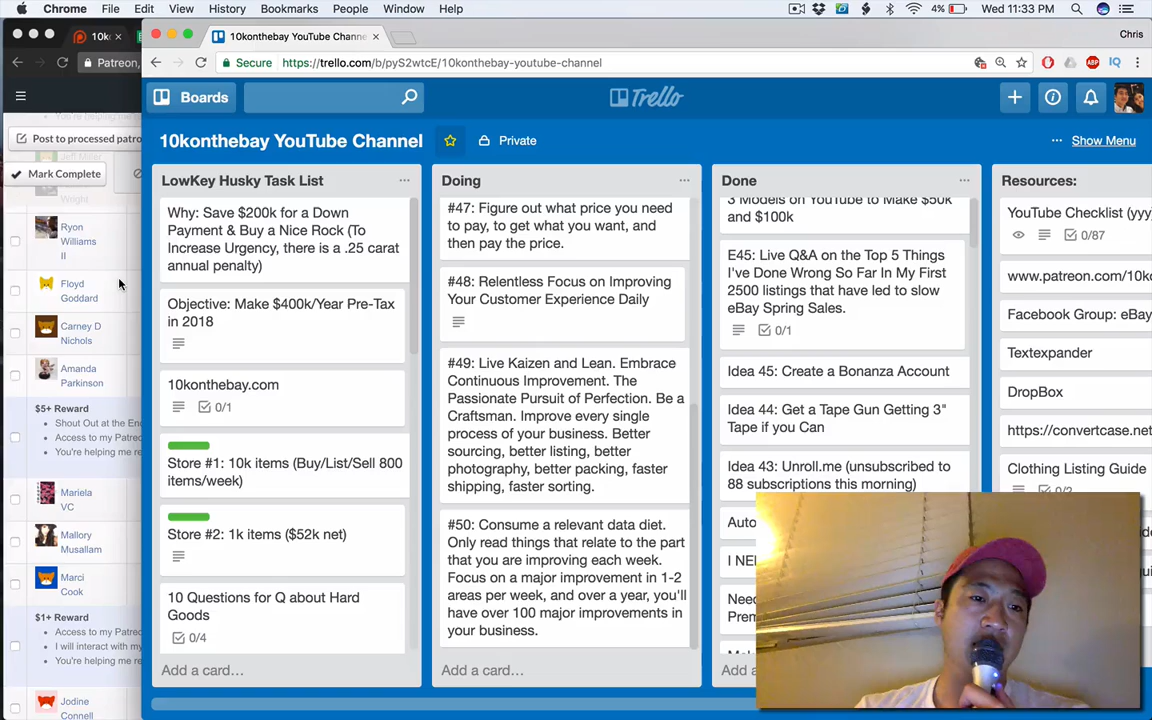 Chrome File Edit View History Bookmarks People Window Help 4% Wed 11:33 PM
10konthebay YouTube Channe
Chris
Patreon,
Secure https://trello.com/b/pyS2wtcE/10konthebay-youtube-channel
ABP IQ
Boards
Trello
10konthebay YouTube Channel
Private
Show Menu
Post to processed patro
Mark Complete
Wright
Ryon
Williams
II
Floyd
Goddard
Carney D
Nichols
Amanda
Parkinson
$5+ Reward
Shout Out at the En
Access to my Patreo
You're helping me re
Mariela
VC
Mallory
Musallam
Marci
Cook
$1+ Reward
Access to my Patreo
I will interact with my
You're helping me re
Jodine
Connell
LowKey Husky Task List
Why: Save $200k for a Down
Payment & Buy a Nice Rock (To
Increase Urgency, there is a .25 carat
annual penalty)
Objective: Make $400k/Year Pre-Tax
in 2018
10konthebay.com
0/1
Store #1: 10k items (Buy/List/Sell 800
items/week)
Store #2: 1k items ($52k net)
10 Questions for Q about Hard
Goods
0/4
Add a card…
Doing
#47: Figure out what price you need
to pay, to get what you want, and
then pay the price.
#48: Relentless Focus on Improving
Your Customer Experience Daily
#49: Live Kaizen and Lean. Embrace
Continuous Improvement. The
Passionate Pursuit of Perfection. Be a
Craftsman. Improve every single
process of your business. Better
sourcing, better listing, better
photography, better packing, faster
shipping, faster sorting.
#50: Consume a relevant data diet.
Only read things that relate to the part
that you are improving each week.
Focus on a major improvement in 1-2
areas per week, and over a year, you'll
have over 100 major improvements in
your business.
Add a card…
Done
3 Models on YouTube to Make $50k
and $100k
E45: Live Q&A on the Top 5 Things
I've Done Wrong So Far In My First
2500 listings that have led to slow
eBay Spring Sales.
0/1
Idea 45: Create a Bonanza Account
Idea 44: Get a Tape Gun Getting 3"
Tape if you Can
Idea 43: Unroll.me (unsubscribed to
88 subscriptions this morning)
Auto
I NE
Need
Prem
Add a
Resources:
YouTube Checklist (yyy
0/87
www.patreon.com/10k
Facebook Group: eBay
Textexpander
DropBox
https://convertcase.net
Clothing Listing Guide
0/2